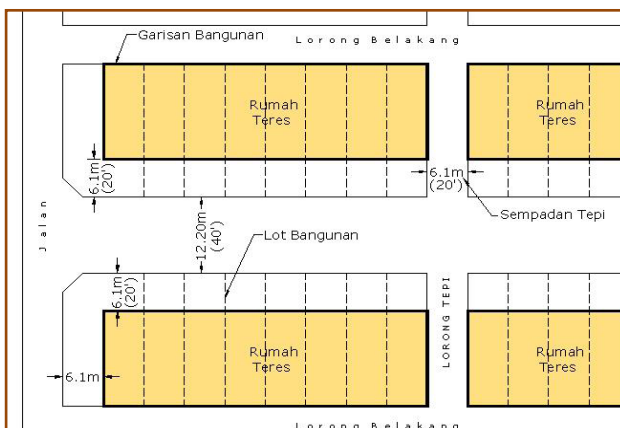 Garisan Bangunan
Lorong Belakang
Rumah
Teres
Rumah
Teres
6.1m
(20')
6.1m
(20')
Sempadan Tepi
Jalan
12.20m
(40')
Lot Bangunan
6.1m
(20')
LORONG TEPI
Rumah
Teres
Rumah
Teres
6.1m
Lorong Belakang